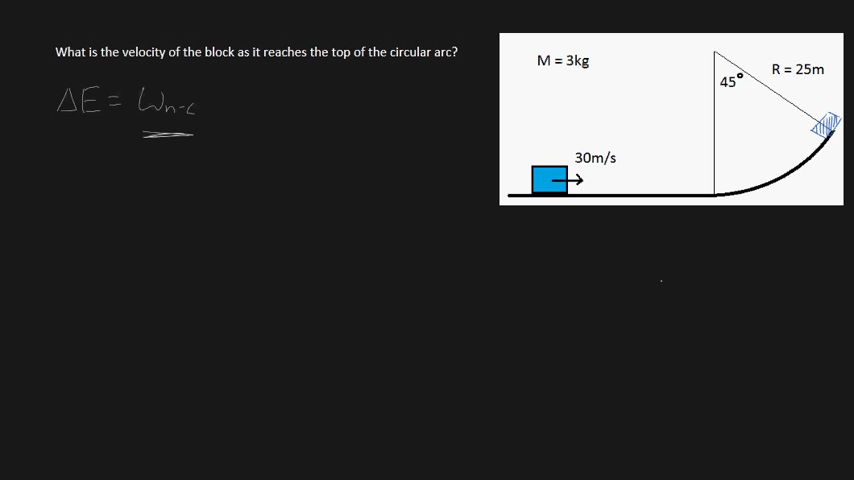 What is the velocity of the block as it reaches the top of the circular arc?
ΔE = Wn-c
M = 3kg
R = 25m
45°
30m/s